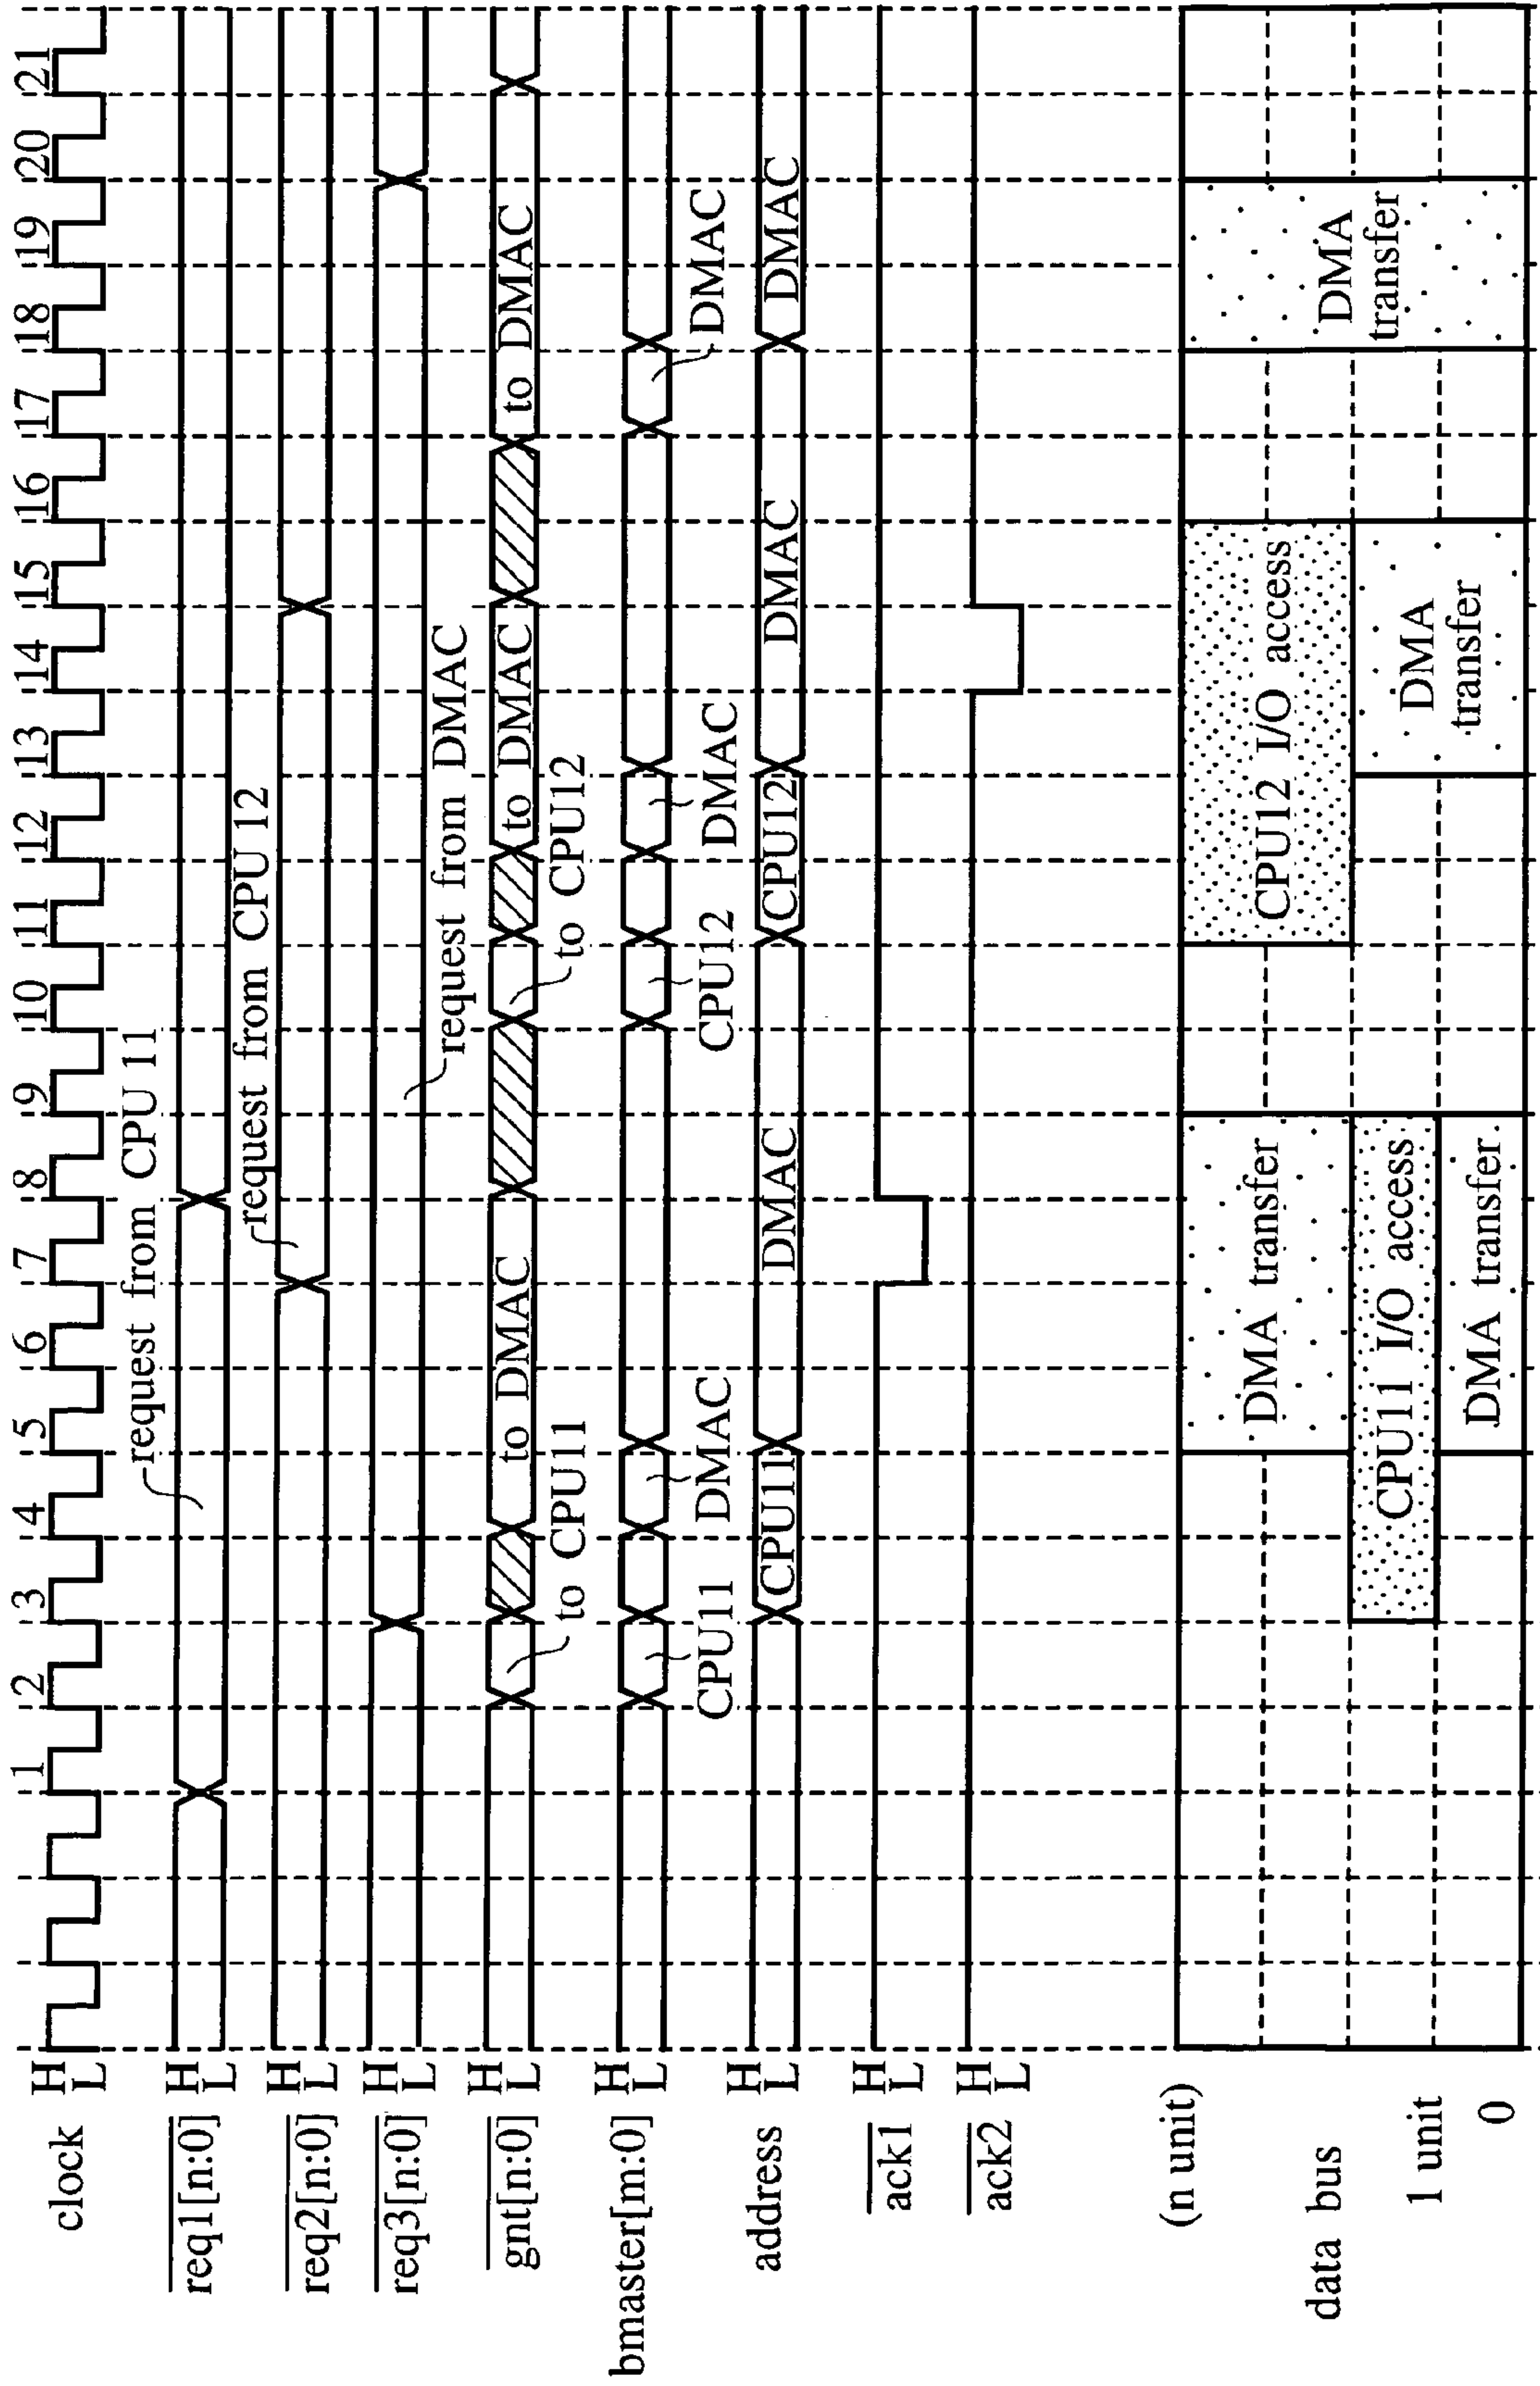 clock H L 1 2 3 4 5 6 7 8 9 10 11 12 13 14 15 16 17 18 19 20 21
request from CPU 11
req1[n:0] H L
request from CPU 12
req2[n:0] H L
req3[n:0] H L
request from DMAC
gnt[n:0] H L to DMAC to DMAC to DMAC
to CPU11 to CPU12
bmaster[m:0] H L
CPU11 DMAC CPU12 DMAC DMAC
address H L CPU11 DMAC CPU12 DMAC DMAC
ack1 H L
ack2 H L
(n unit)
DMA transfer
CPU12 I/O access
DMA
transfer
data bus
CPU11 I/O access
DMA
transfer
1 unit
DMA transfer
0